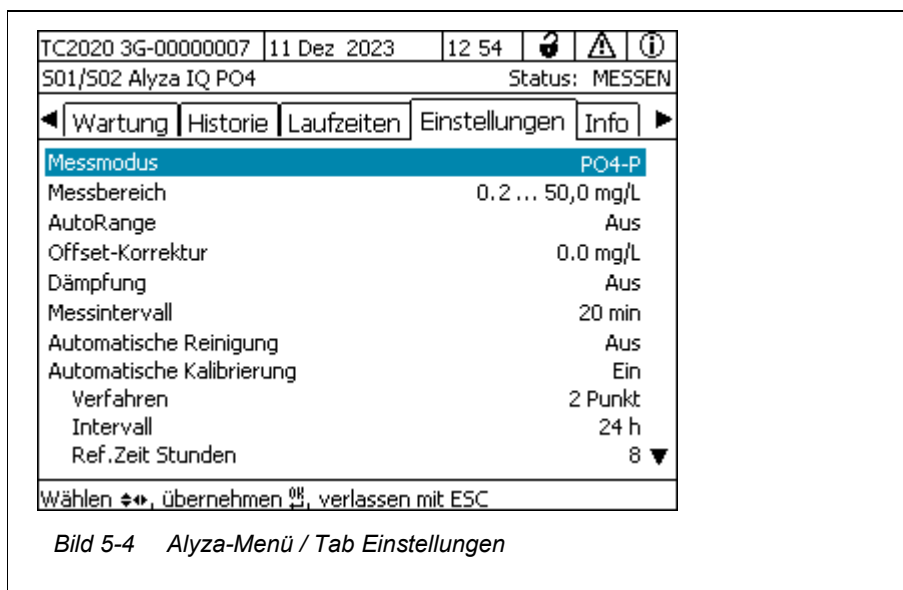 TC2020 3G-00000007 11 Dez 2023 12 54
S01/S02 Alyza IQ PO4 Status: MESSEN
Wartung Historie Laufzeiten Einstellungen Info
Messmodus PO4-P
Messbereich 0.2 ... 50,0 mg/L
AutoRange Aus
Offset-Korrektur 0.0 mg/L
Dämpfung Aus
Messintervall 20 min
Automatische Reinigung Aus
Automatische Kalibrierung Ein
Verfahren 2 Punkt
Intervall 24 h
Ref.Zeit Stunden 8
Wählen, übernehmen OK, verlassen mit ESC
Bild 5-4 Alyza-Menü / Tab Einstellungen